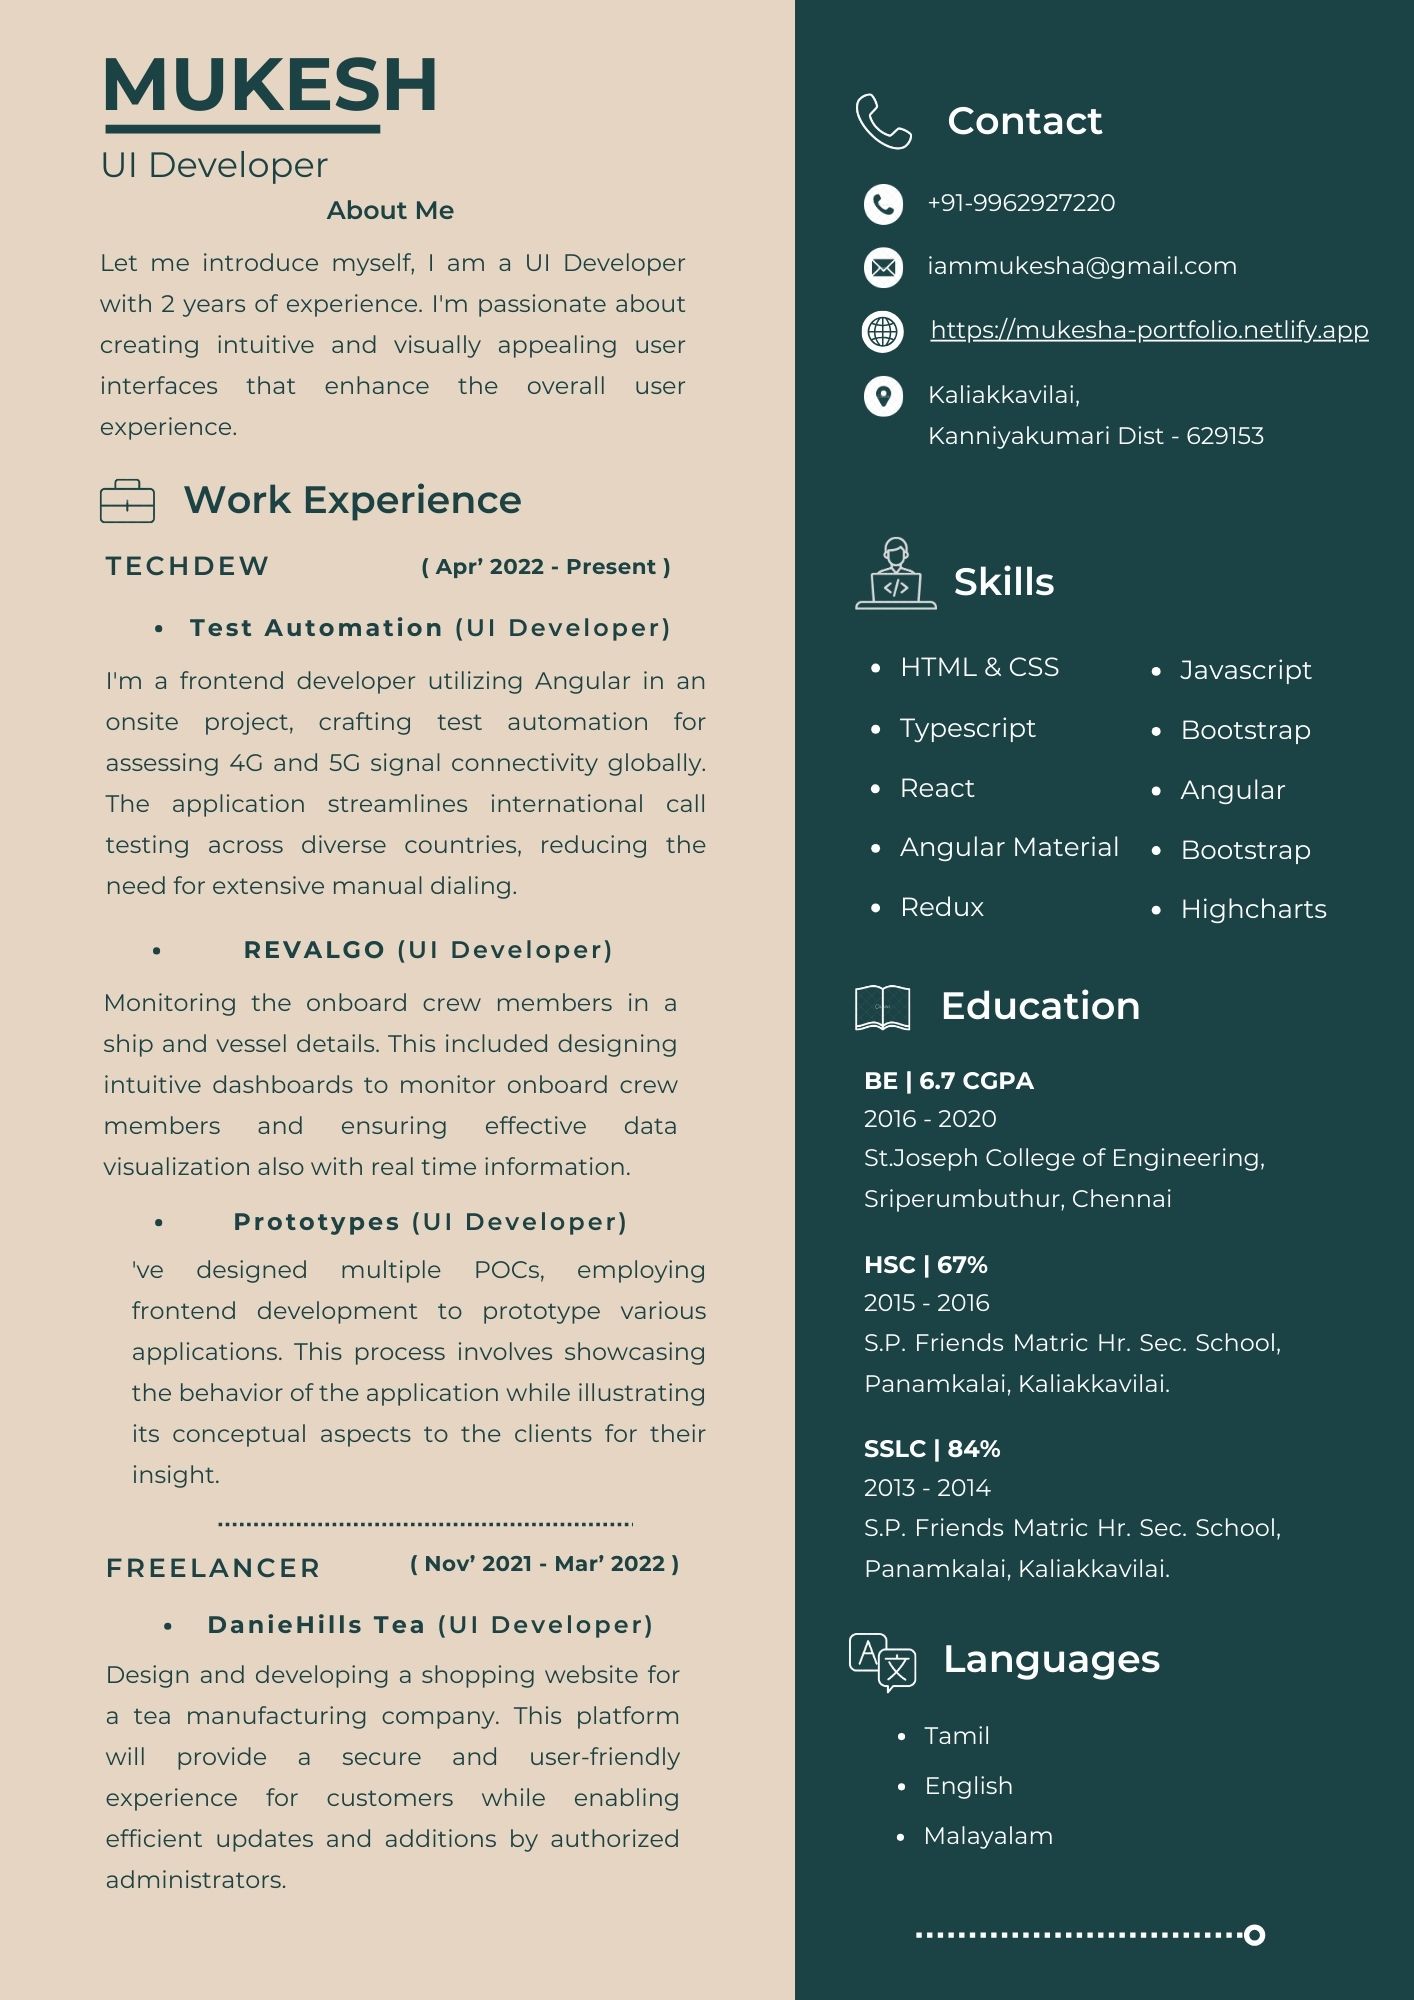 MUKESH
UI Developer
About Me
Let me introduce myself, I am a UI Developer
with 2 years of experience. I'm passionate about
creating intuitive and visually appealing user
interfaces that enhance the overall user
experience.
Work Experience
TECHDEW ( Apr’ 2022 - Present )
• Test Automation (UI Developer)
I'm a frontend developer utilizing Angular in an
onsite project, crafting test automation for
assessing 4G and 5G signal connectivity globally.
The application streamlines international call
testing across diverse countries, reducing the
need for extensive manual dialing.
• REVALGO (UI Developer)
Monitoring the onboard crew members in a
ship and vessel details. This included designing
intuitive dashboards to monitor onboard crew
members and ensuring effective data
visualization also with real time information.
• Prototypes (UI Developer)
've designed multiple POCs, employing
frontend development to prototype various
applications. This process involves showcasing
the behavior of the application while illustrating
its conceptual aspects to the clients for their
insight.
FREELANCER ( Nov’ 2021 - Mar’ 2022 )
• DanieHills Tea (UI Developer)
Design and developing a shopping website for
a tea manufacturing company. This platform
will provide a secure and user-friendly
experience for customers while enabling
efficient updates and additions by authorized
administrators.
Contact
+91-9962927220
iammukesha@gmail.com
https://mukesha-portfolio.netlify.app
Kaliakkavilai,
Kanniyakumari Dist - 629153
</> Skills
• HTML & CSS • Javascript
• Typescript • Bootstrap
• React • Angular
• Angular Material • Bootstrap
• Redux • Highcharts
Education
BE | 6.7 CGPA
2016 - 2020
St.Joseph College of Engineering,
Sriperumbuthur, Chennai
HSC | 67%
2015 - 2016
S.P. Friends Matric Hr. Sec. School,
Panamkalai, Kaliakkavilai.
SSLC | 84%
2013 - 2014
S.P. Friends Matric Hr. Sec. School,
Panamkalai, Kaliakkavilai.
A 文 Languages
• Tamil
• English
• Malayalam